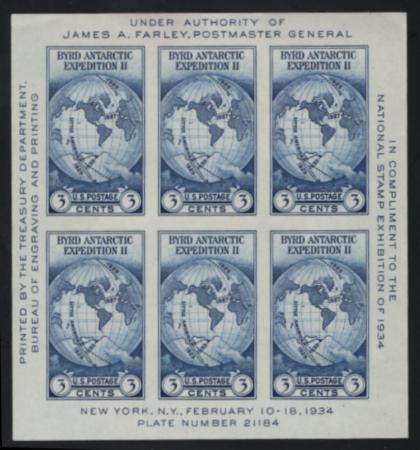 UNDER AUTHORITY OF
JAMES A. FARLEY, POSTMASTER GENERAL
PRINTED BY THE TREASURY DEPARTMENT,
BUREAU OF ENGRAVING AND PRINTING
IN COMPLIMENT TO THE
NATIONAL STAMP EXHIBITION OF 1934
BYRD ANTARCTIC
EXPEDITION II
U.S. POSTAGE
3 CENTS 3
BYRD ANTARCTIC
EXPEDITION II
U.S. POSTAGE
3 CENTS 3
BYRD ANTARCTIC
EXPEDITION II
U.S. POSTAGE
3 CENTS 3
BYRD ANTARCTIC
EXPEDITION II
U.S. POSTAGE
3 CENTS 3
BYRD ANTARCTIC
EXPEDITION II
U.S. POSTAGE
3 CENTS 3
BYRD ANTARCTIC
EXPEDITION II
U.S. POSTAGE
3 CENTS 3
NEW YORK, N.Y., FEBRUARY 10-18, 1934
PLATE NUMBER 21184